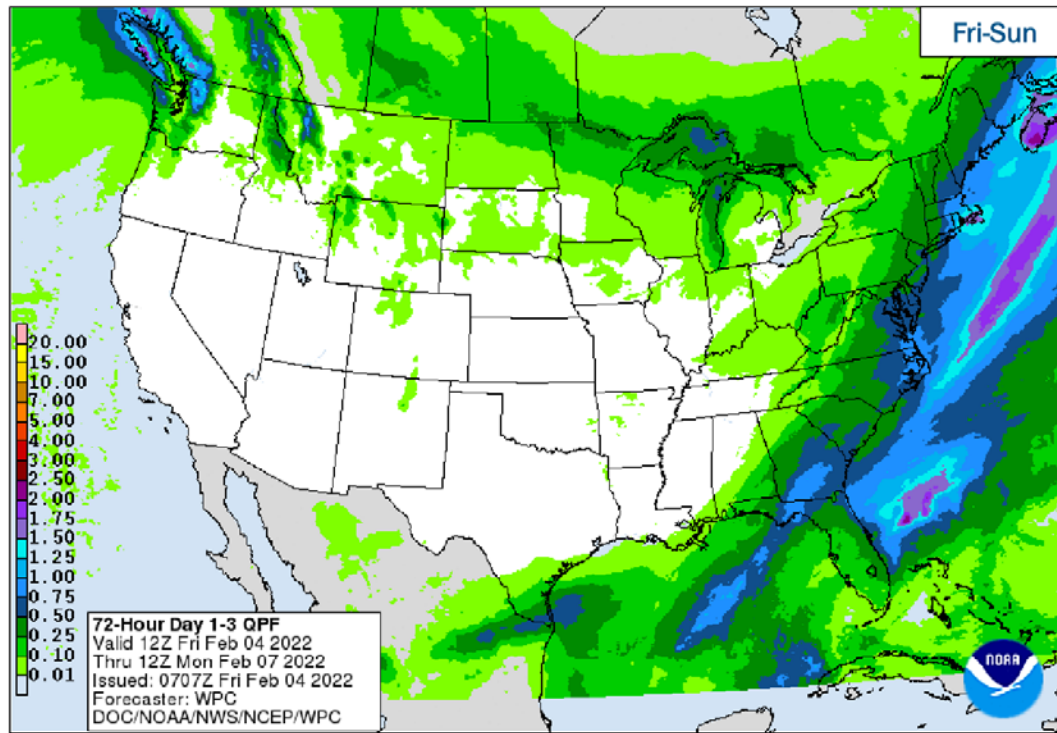 Fri-Sun
20.00
15.00
10.00
7.00
5.00
4.00
3.00
2.50
2.00
1.75
1.50
1.25
1.00
0.75
0.50
0.25
0.10
0.01
72-Hour Day 1-3 QPF
Valid 12Z Fri Feb 04 2022
Thru 12Z Mon Feb 07 2022
Issued: 0707Z Fri Feb 04 2022
Forecaster: WPC
DOC/NOAA/NWS/NCEP/WPC
NOAA